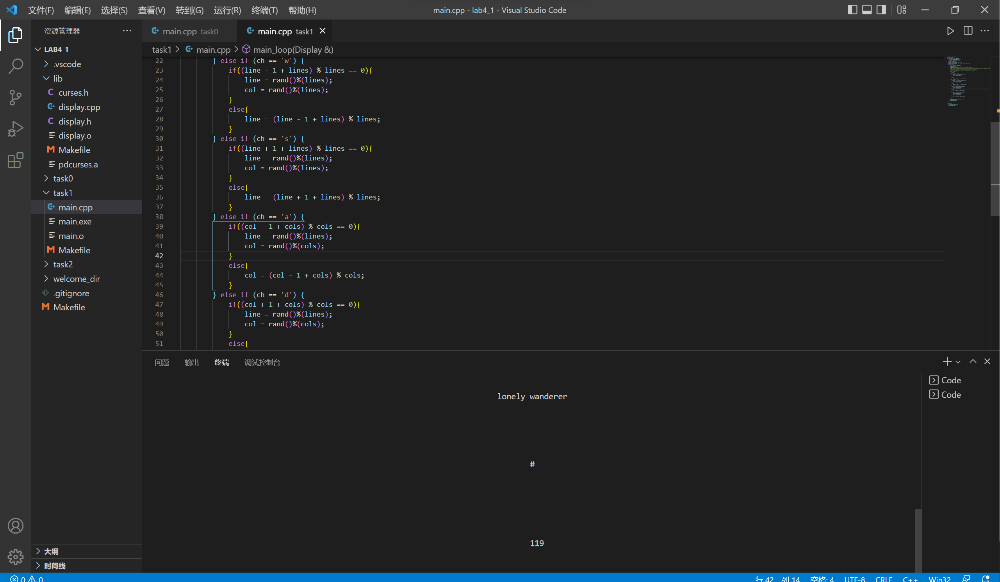 文件(F) 编辑(E) 选择(S) 查看(V) 转到(G) 运行(R) 终端(T) 帮助(H) main.cpp - lab4_1 - Visual Studio Code
资源管理器
LAB4_1
.vscode
lib
curses.h
display.cpp
display.h
display.o
Makefile
pdcurses.a
task0
task1
main.cpp
main.exe
main.o
Makefile
task2
welcome_dir
.gitignore
Makefile
大纲
时间线
main.cpp task0 main.cpp task1
task1 main.cpp main_loop(Display &)
22 } else if (ch == 'w') {
23 if((line - 1 + lines) % lines == 0){
24 line = rand()%(lines);
25 col = rand()%(lines);
26 }
27 else{
28 line = (line - 1 + lines) % lines;
29 }
30 } else if (ch == 's') {
31 if((line + 1 + lines) % lines == 0){
32 line = rand()%(lines);
33 col = rand()%(lines);
34 }
35 else{
36 line = (line + 1 + lines) % lines;
37 }
38 } else if (ch == 'a') {
39 if((col - 1 + cols) % cols == 0){
40 line = rand()%(lines);
41 col = rand()%(cols);
42 }
43 else{
44 col = (col - 1 + cols) % cols;
45 }
46 } else if (ch == 'd') {
47 if((col + 1 + cols) % cols == 0){
48 line = rand()%(lines);
49 col = rand()%(cols);
50 }
51 else{
问题 输出 终端 调试控制台
lonely wanderer
#
119
Code
Code
0 0 行 42 列 14 空格: 4 UTF-8 CRLF C++ Win32